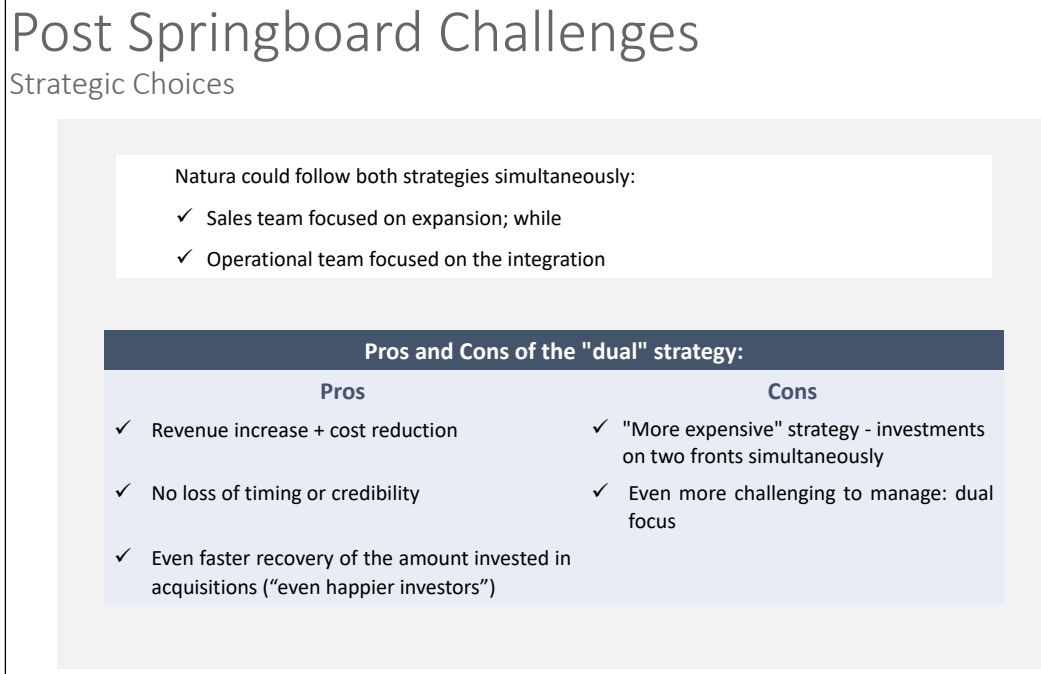 Post Springboard Challenges
Strategic Choices
Natura could follow both strategies simultaneously:
✓ Sales team focused on expansion; while
✓ Operational team focused on the integration
Pros and Cons of the "dual" strategy:
Pros
✓ Revenue increase + cost reduction
✓ No loss of timing or credibility
✓ Even faster recovery of the amount invested in
acquisitions (“even happier investors”)
Cons
✓ "More expensive" strategy - investments
on two fronts simultaneously
✓ Even more challenging to manage: dual
focus